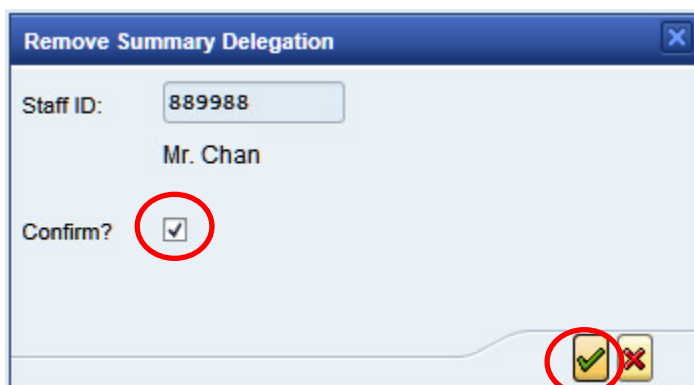 Remove Summary Delegation
Staff ID: 889988
Mr. Chan
Confirm?